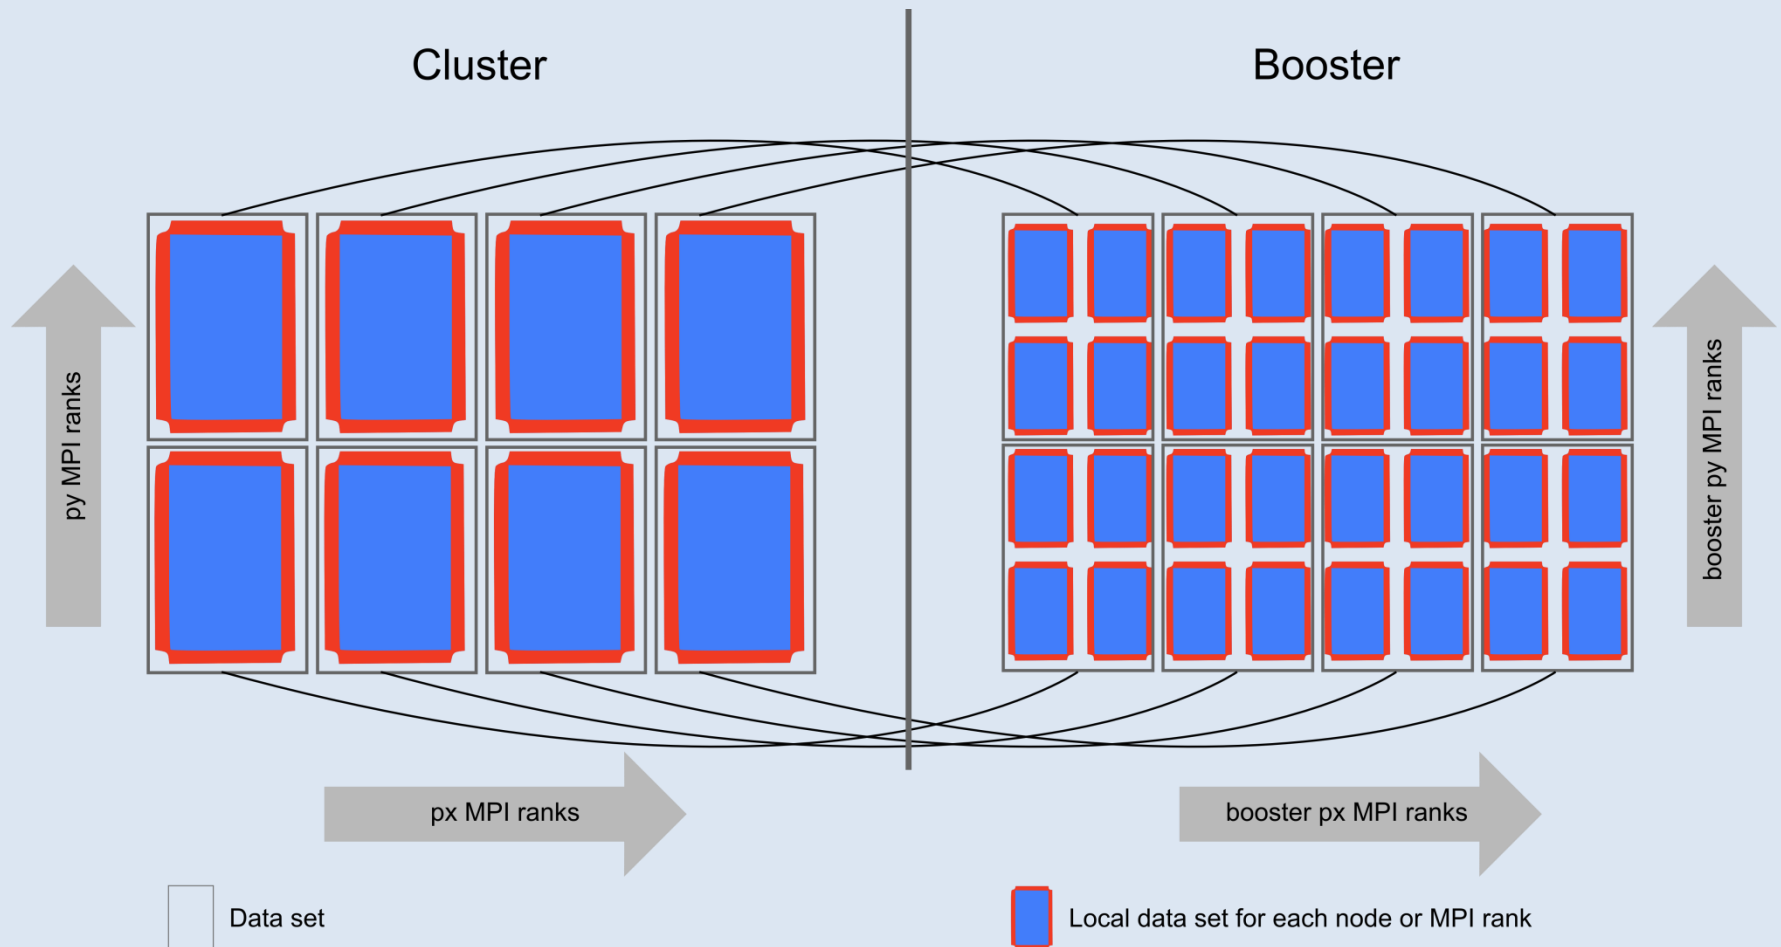 Cluster
Booster
py MPI ranks
booster py MPI ranks
px MPI ranks
booster px MPI ranks
Data set
Local data set for each node or MPI rank